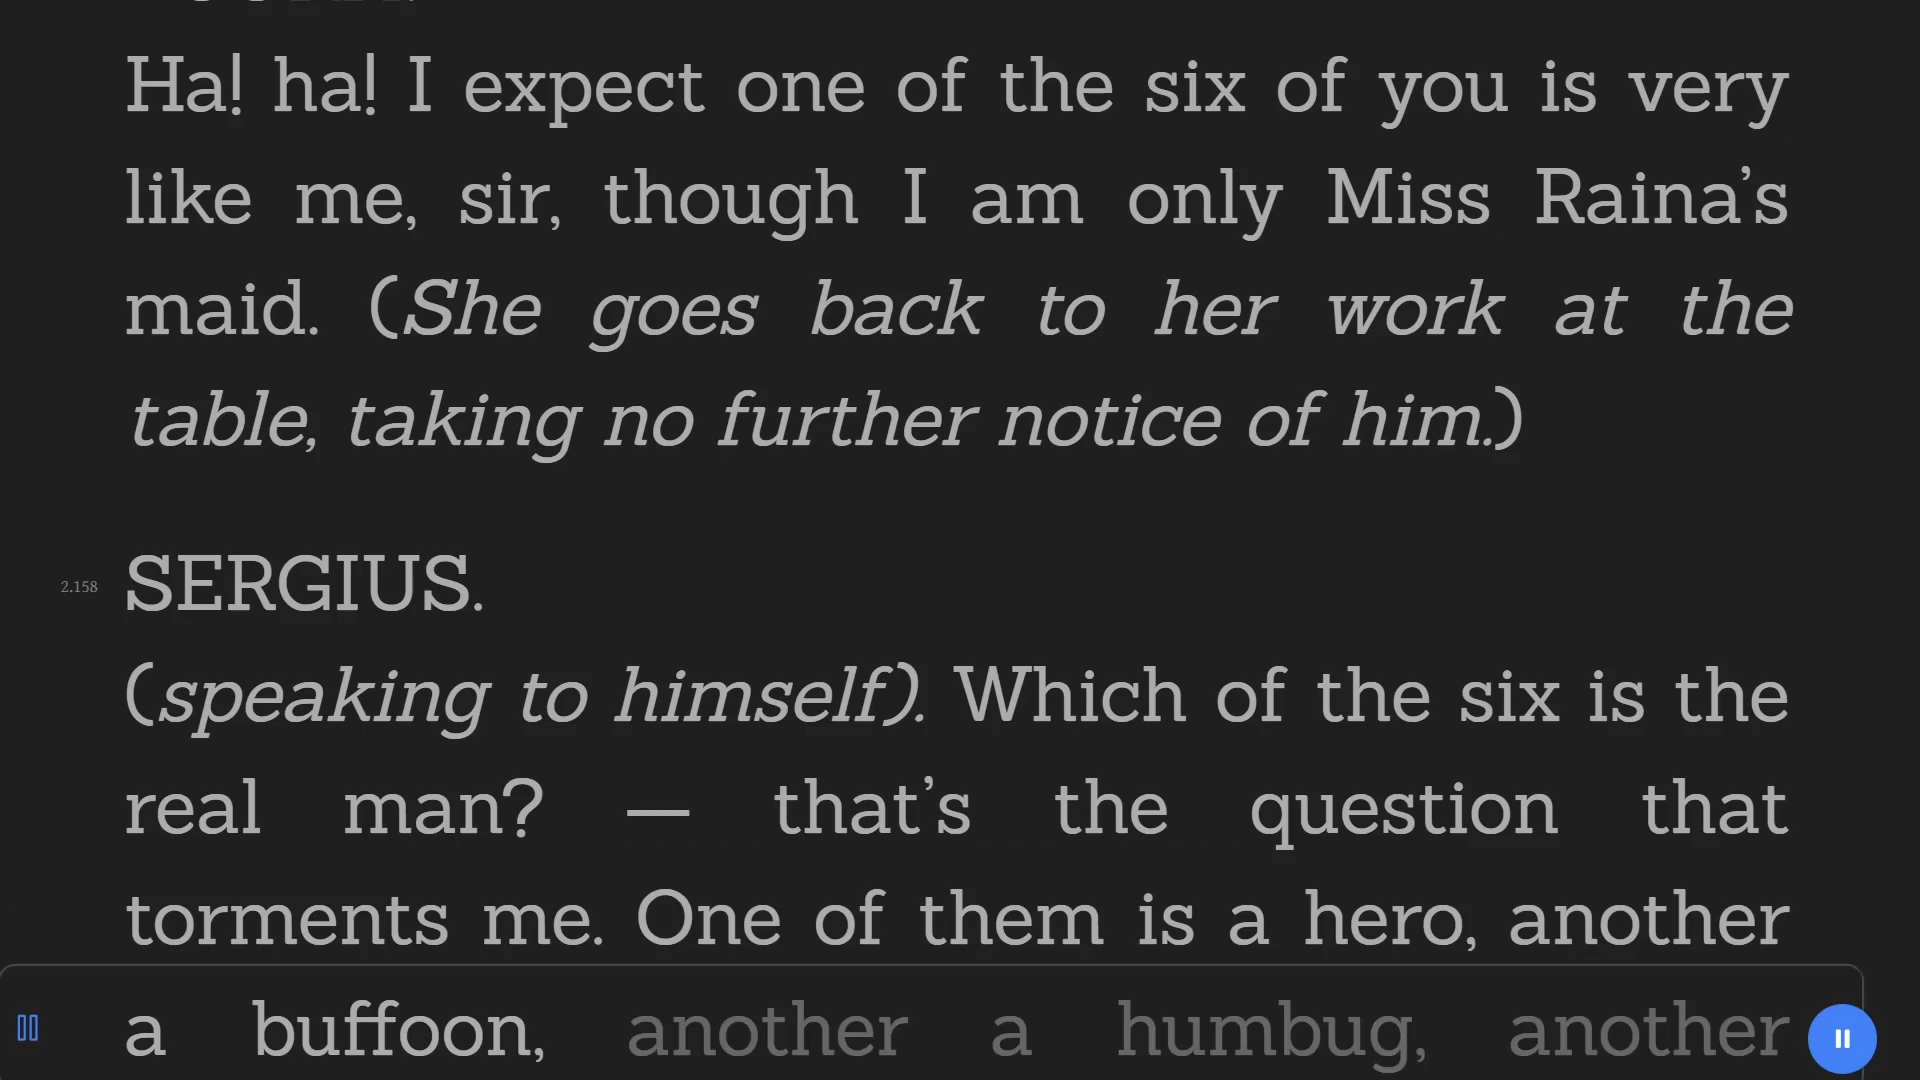 Ha! ha! I expect one of the six of you is very
like me, sir, though I am only Miss Raina’s
maid. (She goes back to her work at the
table, taking no further notice of him.)
2.158 SERGIUS.
(speaking to himself). Which of the six is the
real man? — that’s the question that
torments me. One of them is a hero, another
a buffoon, another a humbug, another